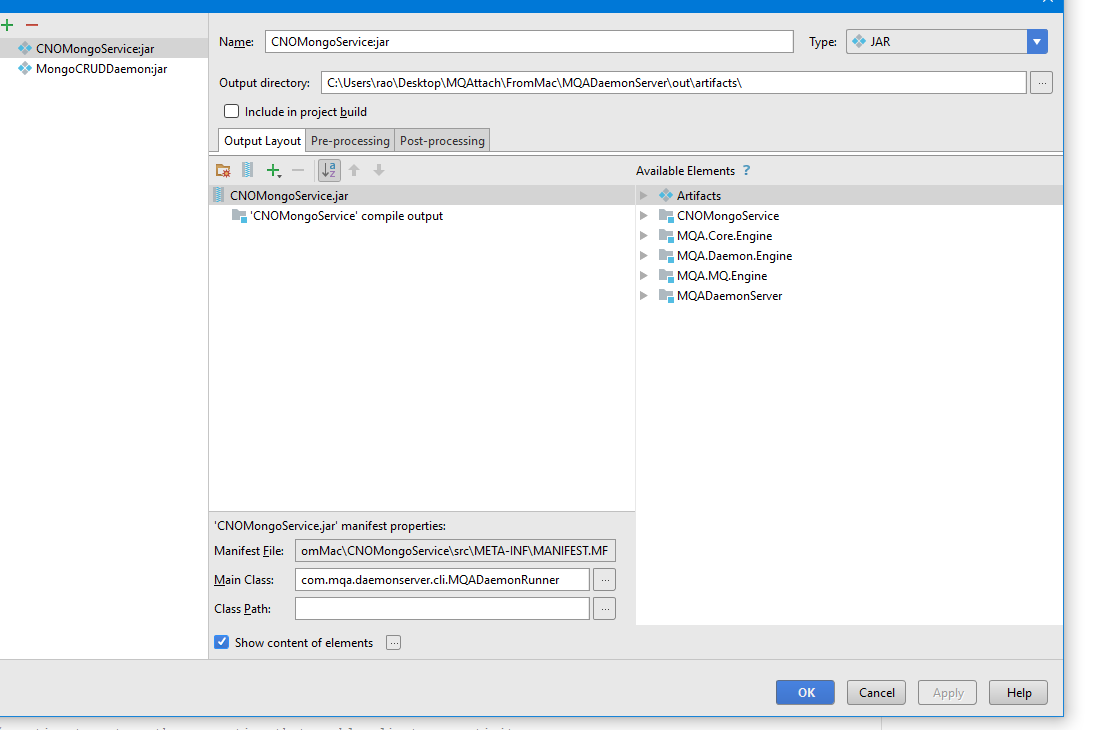 CNOMongoService:jar
MongoCRUDDaemon:jar
Name: CNOMongoService:jar Type: JAR
Output directory: C:\Users\rao\Desktop\MQAttach\FromMac\MQADaemonServer\out\artifacts\ ...
Include in project build
Output Layout Pre-processing Post-processing
Available Elements ?
CNOMongoService.jar
'CNOMongoService' compile output
Artifacts
CNOMongoService
MQA.Core.Engine
MQA.Daemon.Engine
MQA.MQ.Engine
MQADaemonServer
'CNOMongoService.jar' manifest properties:
Manifest File: omMac\CNOMongoService\src\META-INF\MANIFEST.MF
Main Class: com.mqa.daemonserver.cli.MQADaemonRunner ...
Class Path: ...
Show content of elements ...
OK Cancel Apply Help